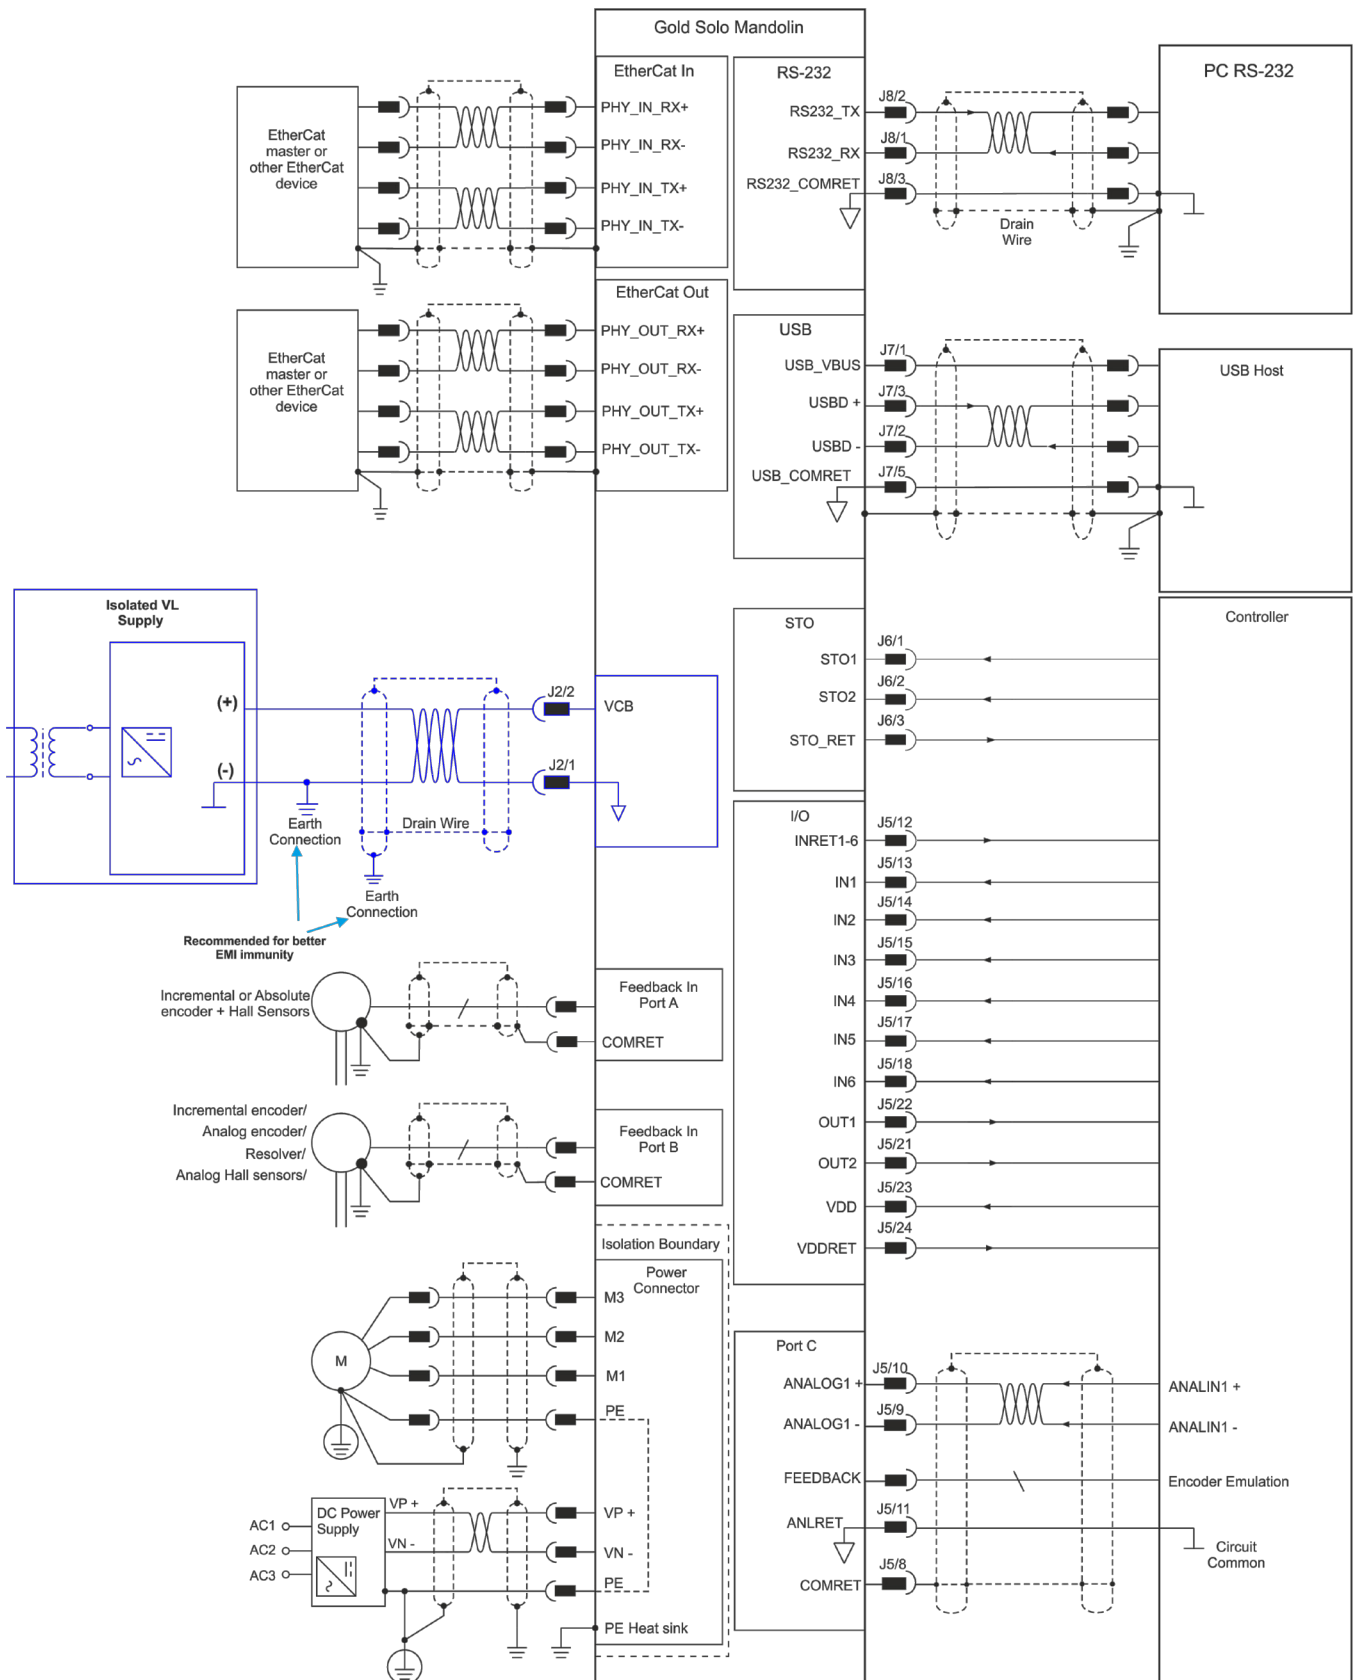 Gold Solo Mandolin
EtherCat
master or
other EtherCat
device
EtherCat In
PHY_IN_RX+
PHY_IN_RX-
PHY_IN_TX+
PHY_IN_TX-
EtherCat
master or
other EtherCat
device
EtherCat Out
PHY_OUT_RX+
PHY_OUT_RX-
PHY_OUT_TX+
PHY_OUT_TX-
Isolated VL
Supply
(+)
(-)
J2/2
VCB
J2/1
Earth
Connection
Drain Wire
Earth
Connection
Recommended for better
EMI immunity
Incremental or Absolute
encoder + Hall Sensors
Feedback In
Port A
COMRET
Incremental encoder/
Analog encoder/
Resolver/
Analog Hall sensors/
Feedback In
Port B
COMRET
Isolation Boundary
Power
Connector
M
M3
M2
M1
PE
AC1
AC2
AC3
DC Power
Supply
VP +
VN -
VP +
VN -
PE
PE Heat sink
RS-232
RS232_TX
RS232_RX
RS232_COMRET
J8/2
J8/1
J8/3
Drain
Wire
PC RS-232
USB
USB_VBUS
USBD +
USBD -
USB_COMRET
J7/1
J7/3
J7/2
J7/5
USB Host
STO
STO1
STO2
STO_RET
J6/1
J6/2
J6/3
Controller
I/O
INRET1-6
J5/12
IN1
J5/13
IN2
J5/14
IN3
J5/15
IN4
J5/16
IN5
J5/17
IN6
J5/18
OUT1
J5/22
OUT2
J5/21
VDD
J5/23
VDDRET
J5/24
Port C
ANALOG1 +
J5/10
ANALIN1 +
ANALOG1 -
J5/9
ANALIN1 -
FEEDBACK
Encoder Emulation
ANLRET
J5/11
Circuit
Common
COMRET
J5/8